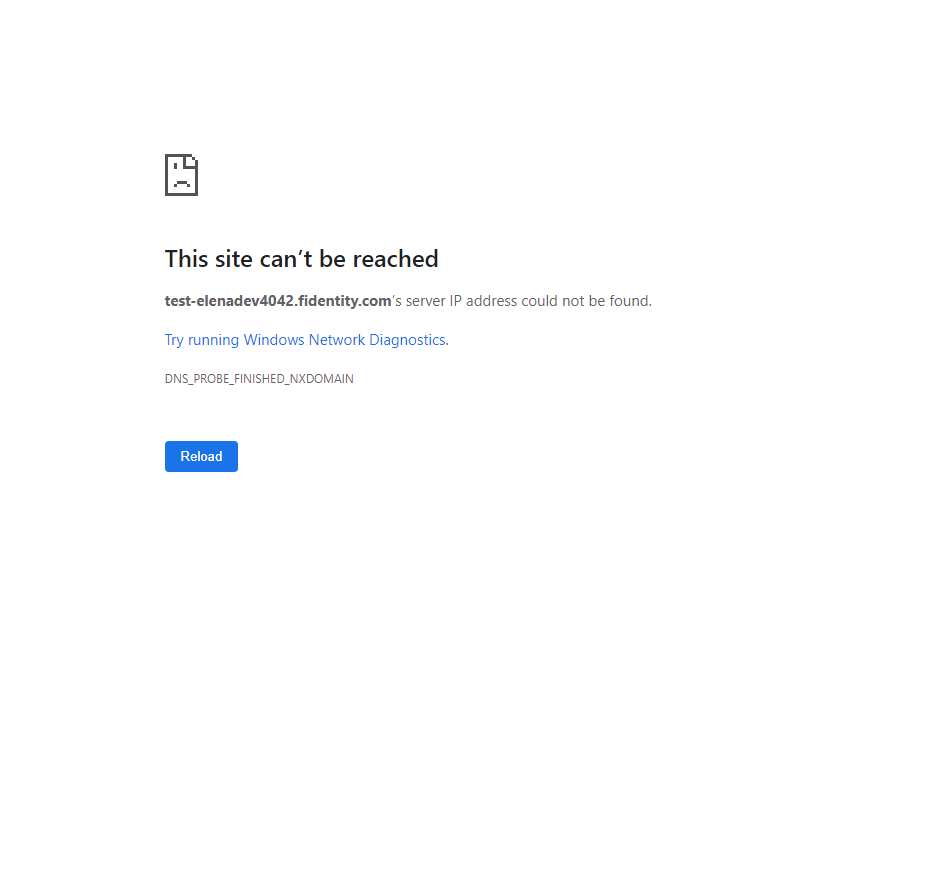 This site can’t be reached
test-elenadev4042.fidentity.com’s server IP address could not be found.
Try running Windows Network Diagnostics.
DNS_PROBE_FINISHED_NXDOMAIN
Reload